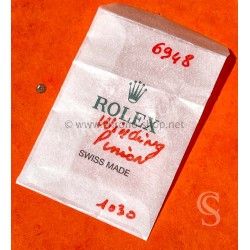 6948
ROLEX
Winding
Pinion
SWISS MADE
1030